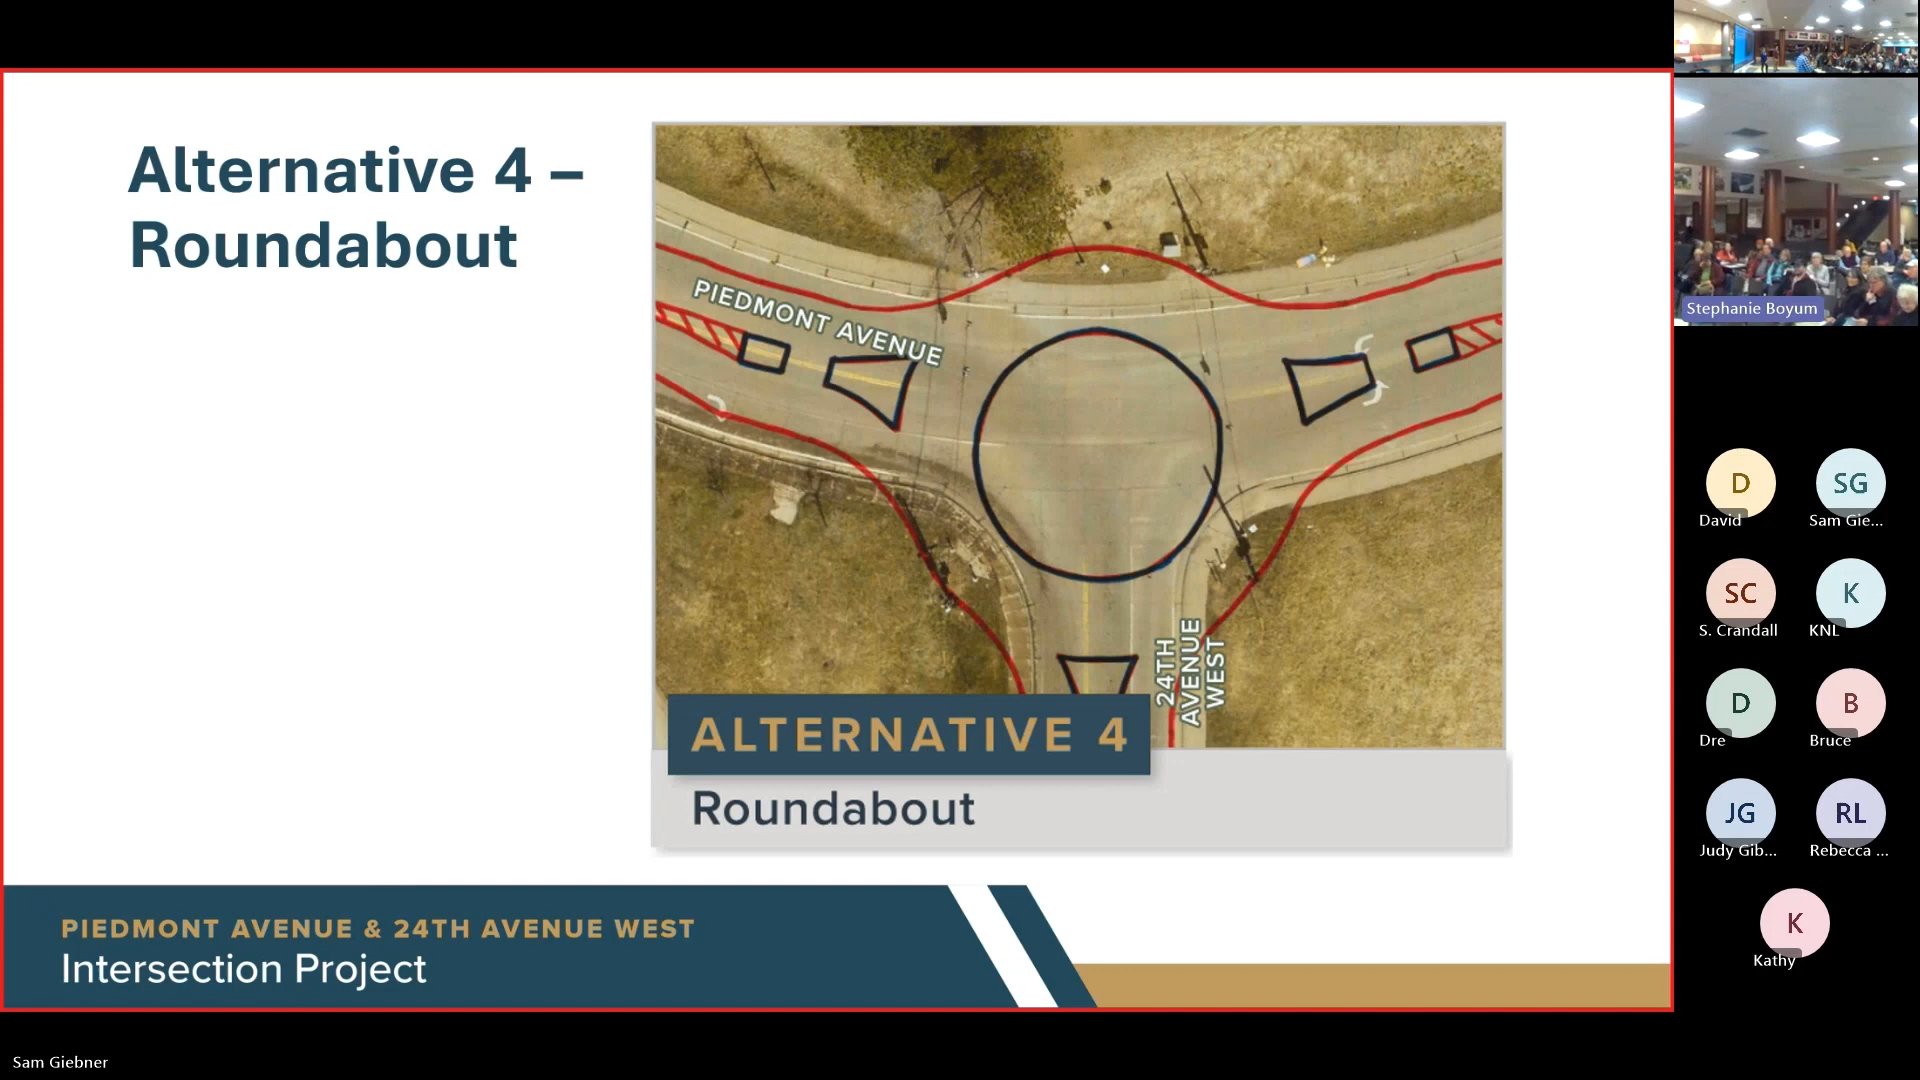 Alternative 4 –
Roundabout
PIEDMONT AVENUE
24TH
AVENUE
WEST
ALTERNATIVE 4
Roundabout
PIEDMONT AVENUE & 24TH AVENUE WEST
Intersection Project
Stephanie Boyum
D
David
SG
Sam Gie...
SC
S. Crandall
K
KNL
D
Dre
B
Bruce
JG
Judy Gib...
RL
Rebecca ...
K
Kathy
Sam Giebner